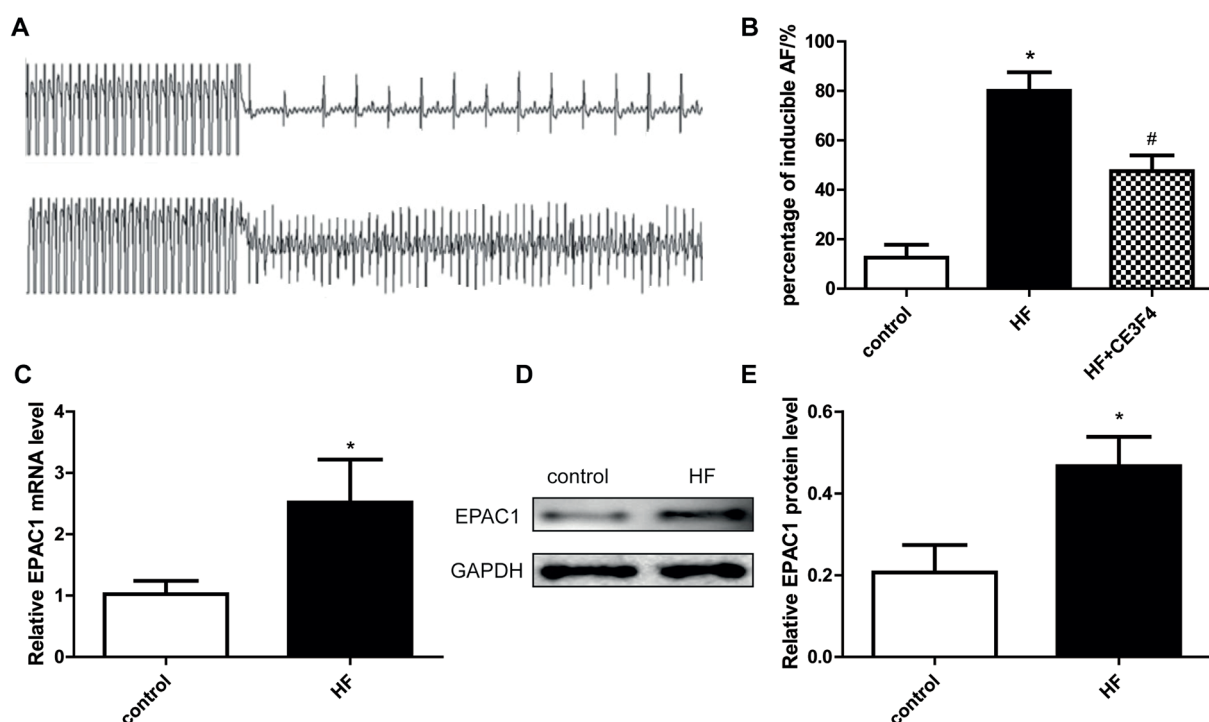 A
B
percentage of inducible AF/%
100
80
60
40
20
0
*
#
control
HF
HF+CE3F4
C
Relative EPAC1 mRNA level
4
3
2
1
0
*
control
HF
D
control HF
EPAC1
GAPDH
E
Relative EPAC1 protein level
0.6
0.4
0.2
0.0
*
control
HF